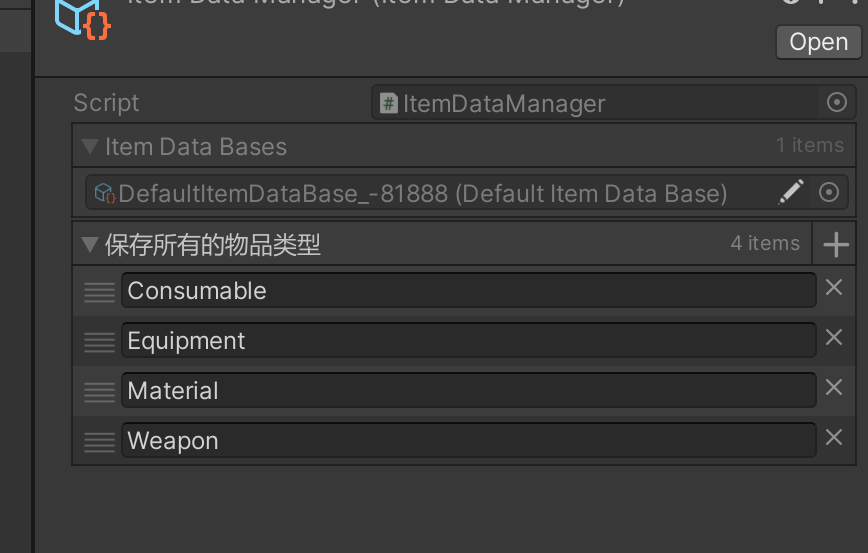 Item Data Manager (Item Data Manager)
Open
Script
ItemDataManager
Item Data Bases
1 items
DefaultItemDataBase_-81888 (Default Item Data Base)
保存所有的物品类型
4 items
Consumable
Equipment
Material
Weapon